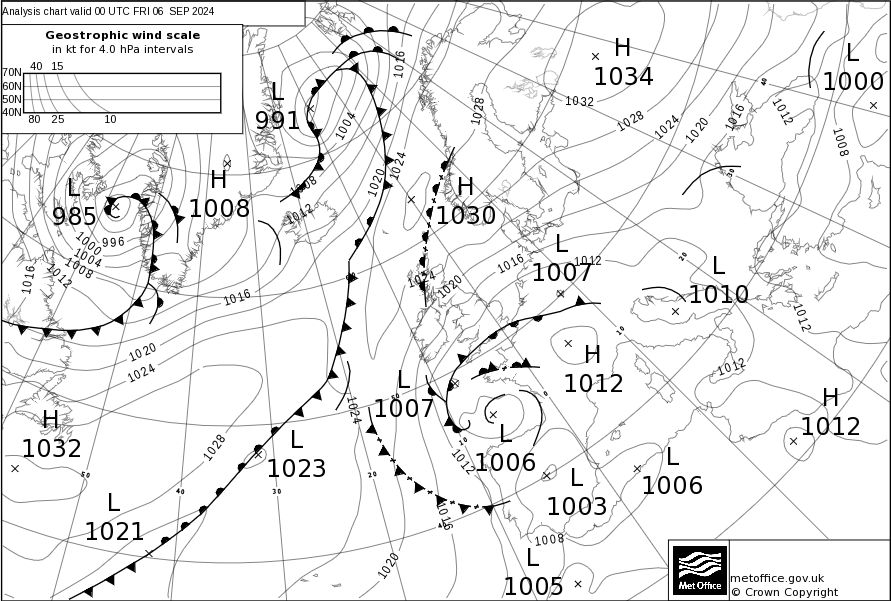 Analysis chart valid 00 UTC FRI 06 SEP 2024
Geostrophic wind scale
in kt for 4.0 hPa intervals
40 15
70N
60N
50N
40N
80 25 10
L
991
H
1034
L
1000
L
985
H
1008
H
1030
L
1007
L
1010
H
1012
L
1007
H
1032
L
1023
L
1006
L
1003
L
1006
H
1012
L
1021
L
1005
1016
1004
1008
1012
1020
1024
1028
1032
1028
1024
1020
1016
1012
1008
996
1000
1004
1008
1012
1016
1016
1020
1024
1028
1024
1020
1016
1012
1024
1012
1016
1020
1008
1012
1012
50
40
30
20
10
0
10
20
30
40
Met Office
metoffice.gov.uk
© Crown Copyright